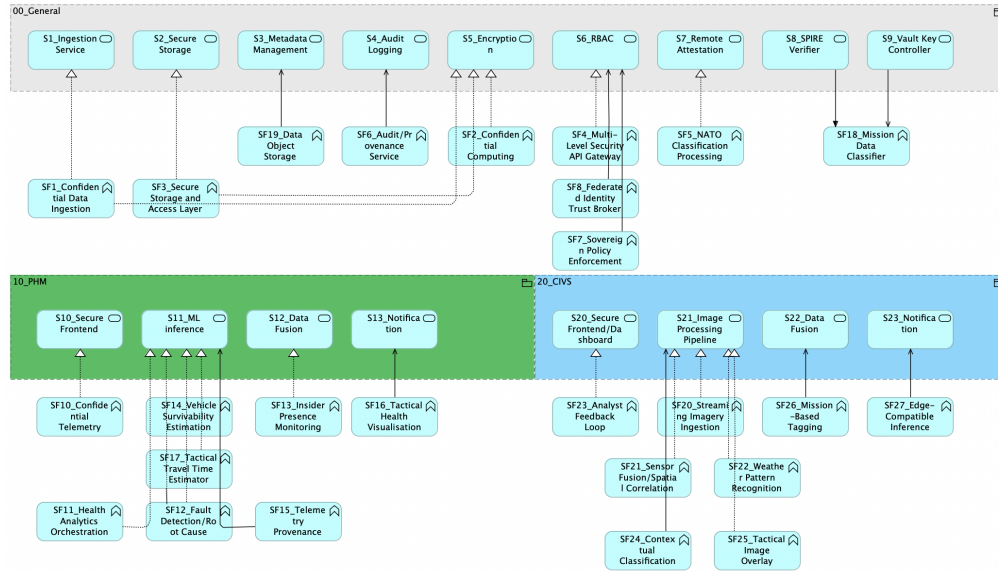 00_General
S1_Ingestion
Service
S2_Secure
Storage
S3_Metadata
Management
S4_Audit
Logging
S5_Encryptio
n
S6_RBAC
S7_Remote
Attestation
S8_SPIRE
Verifier
S9_Vault Key
Controller
SF19_Data
Object
Storage
SF6_Audit/Pr
ovenance
Service
SF2_Confiden
tial
Computing
SF4_Multi-
Level Security
API Gateway
SF5_NATO
Classification
Processing
SF18_Mission
Data
Classifier
SF1_Confiden
tial Data
Ingestion
SF3_Secure
Storage and
Access Layer
SF8_Federate
d Identity
Trust Broker
SF7_Sovereig
n Policy
Enforcement
10_PHM
S10_Secure
Frontend
S11_ML
inference
S12_Data
Fusion
S13_Notifica
tion
20_CIVS
S20_Secure
Frontend/Da
shboard
S21_Image
Processing
Pipeline
S22_Data
Fusion
S23_Notifica
tion
SF10_Confide
ntial
Telemetry
SF14_Vehicle
Survivability
Estimation
SF13_Insider
Presence
Monitoring
SF16_Tactical
Health
Visualisation
SF23_Analyst
Feedback
Loop
SF20_Streami
ng Imagery
Ingestion
SF26_Mission
-Based
Tagging
SF27_Edge-
Compatible
Inference
SF17_Tactical
Travel Time
Estimator
SF21_Sensor
Fusion/Spatia
l Correlation
SF22_Weathe
r Pattern
Recognition
SF11_Health
Analytics
Orchestration
SF12_Fault
Detection/Ro
ot Cause
SF15_Teleme
try
Provenance
SF24_Contex
tual
Classification
SF25_Tactical
Image
Overlay